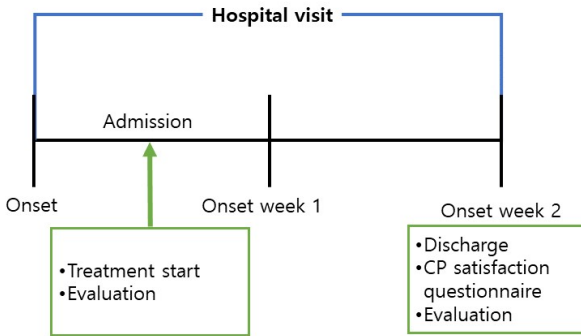 Hospital visit
Admission
Onset
Onset week 1
Onset week 2
•Treatment start
•Evaluation
•Discharge
•CP satisfaction
questionnaire
•Evaluation